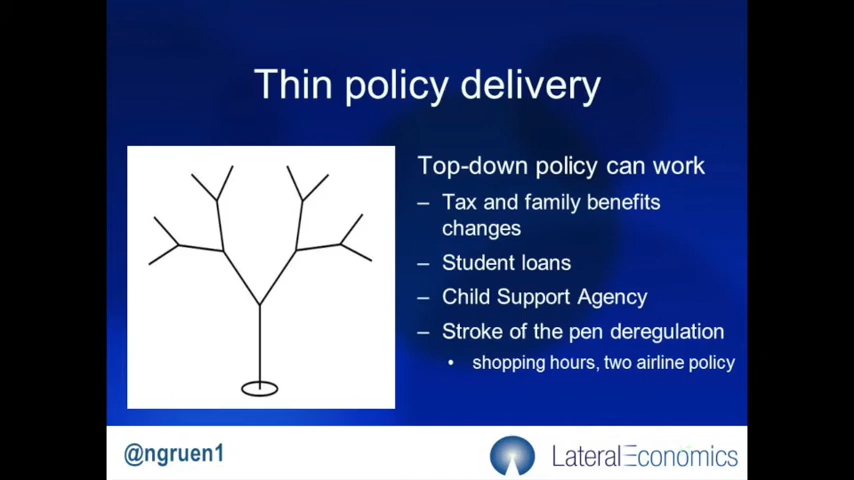 Thin policy delivery
Top-down policy can work
– Tax and family benefits
changes
– Student loans
– Child Support Agency
– Stroke of the pen deregulation
• shopping hours, two airline policy
@ngruen1
LateralEconomics